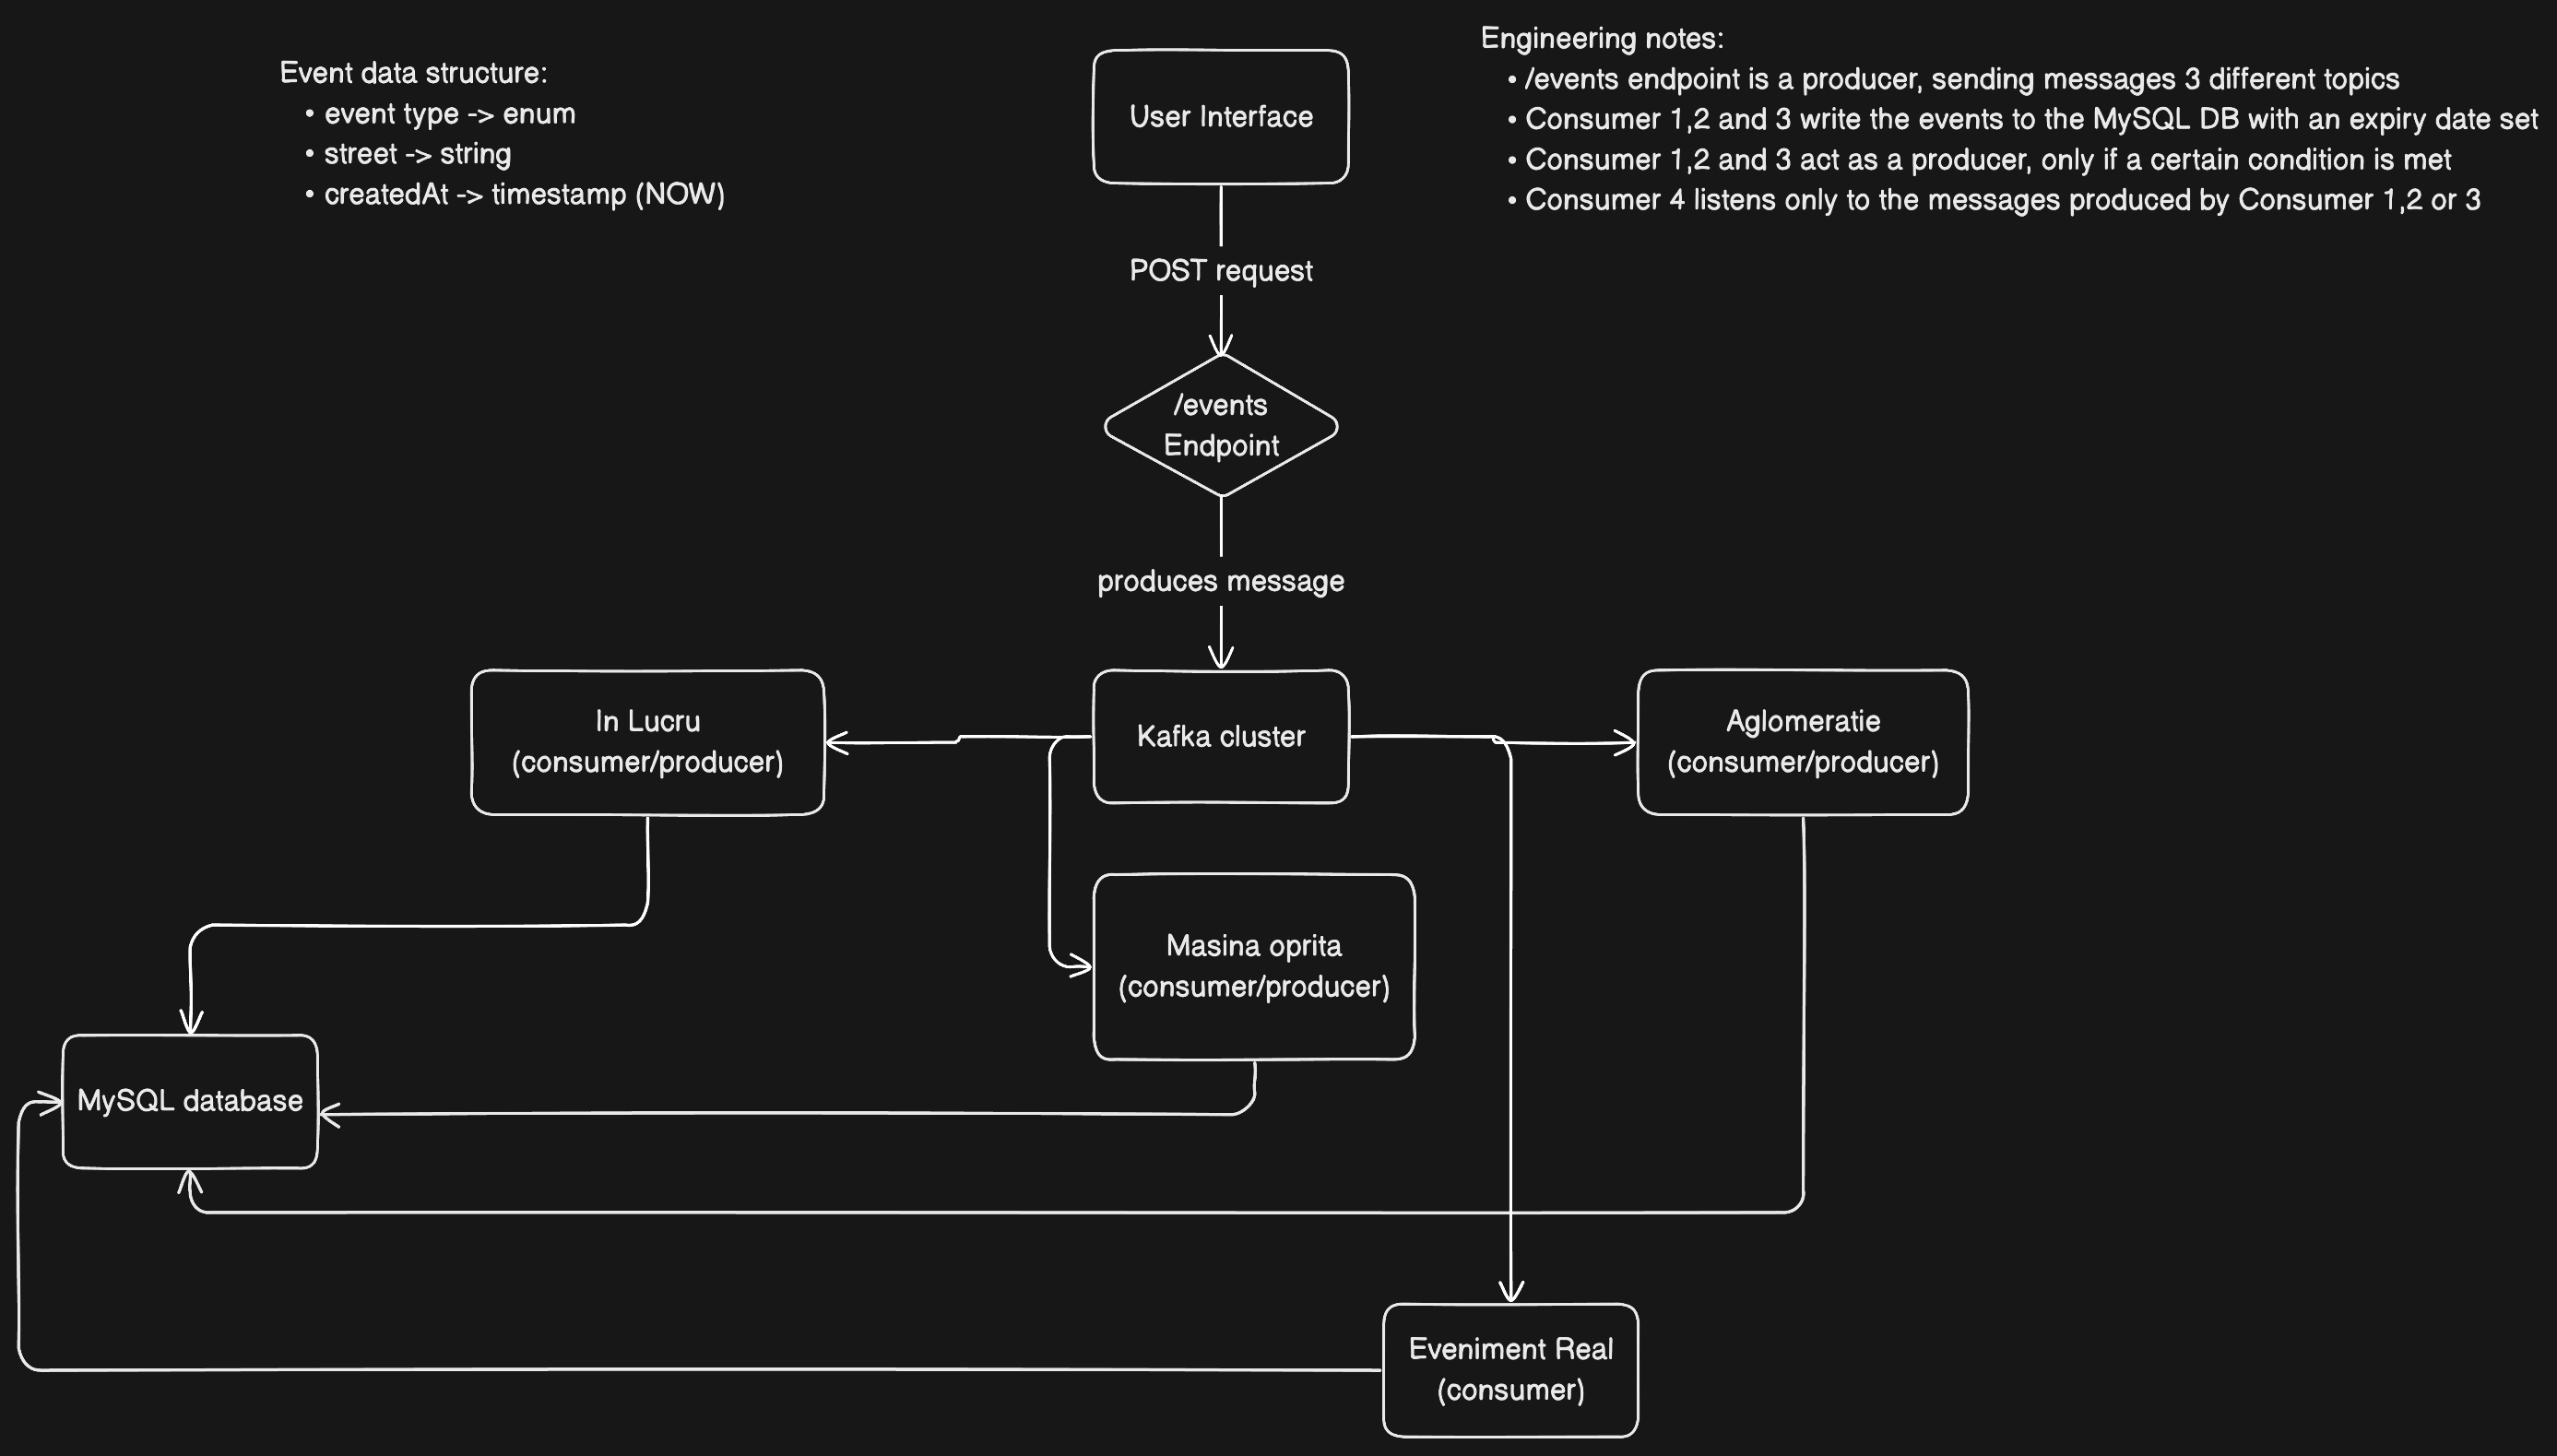 Event data structure:
• event type -> enum
• street -> string
• createdAt -> timestamp (NOW)
Engineering notes:
• /events endpoint is a producer, sending messages 3 different topics
• Consumer 1,2 and 3 write the events to the MySQL DB with an expiry date set
• Consumer 1,2 and 3 act as a producer, only if a certain condition is met
• Consumer 4 listens only to the messages produced by Consumer 1,2 or 3
User Interface
POST request
/events
Endpoint
produces message
In Lucru
(consumer/producer)
Kafka cluster
Aglomeratie
(consumer/producer)
Masina oprita
(consumer/producer)
MySQL database
Eveniment Real
(consumer)